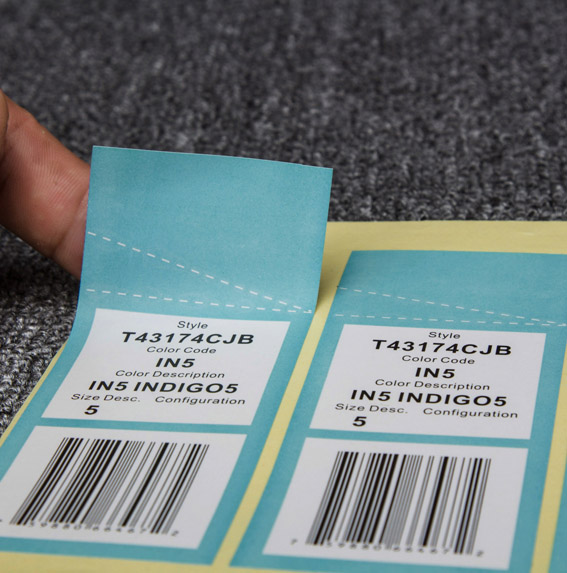 Style
T43174CJB
Color Code
IN5
Color Description
IN5 INDIGO5
Size Desc. Configuration
5
Style
T43174CJB
Color Code
IN5
Color Description
IN5 INDIGO5
Size Desc. Configuration
5